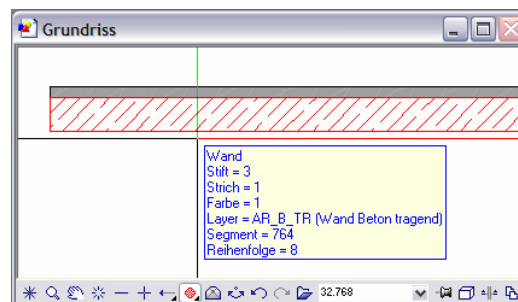 Grundriss
Wand
Stift = 3
Strich = 1
Farbe = 1
Layer = AR_B_TR (Wand Beton tragend)
Segment = 764
Reihenfolge = 8
32.768